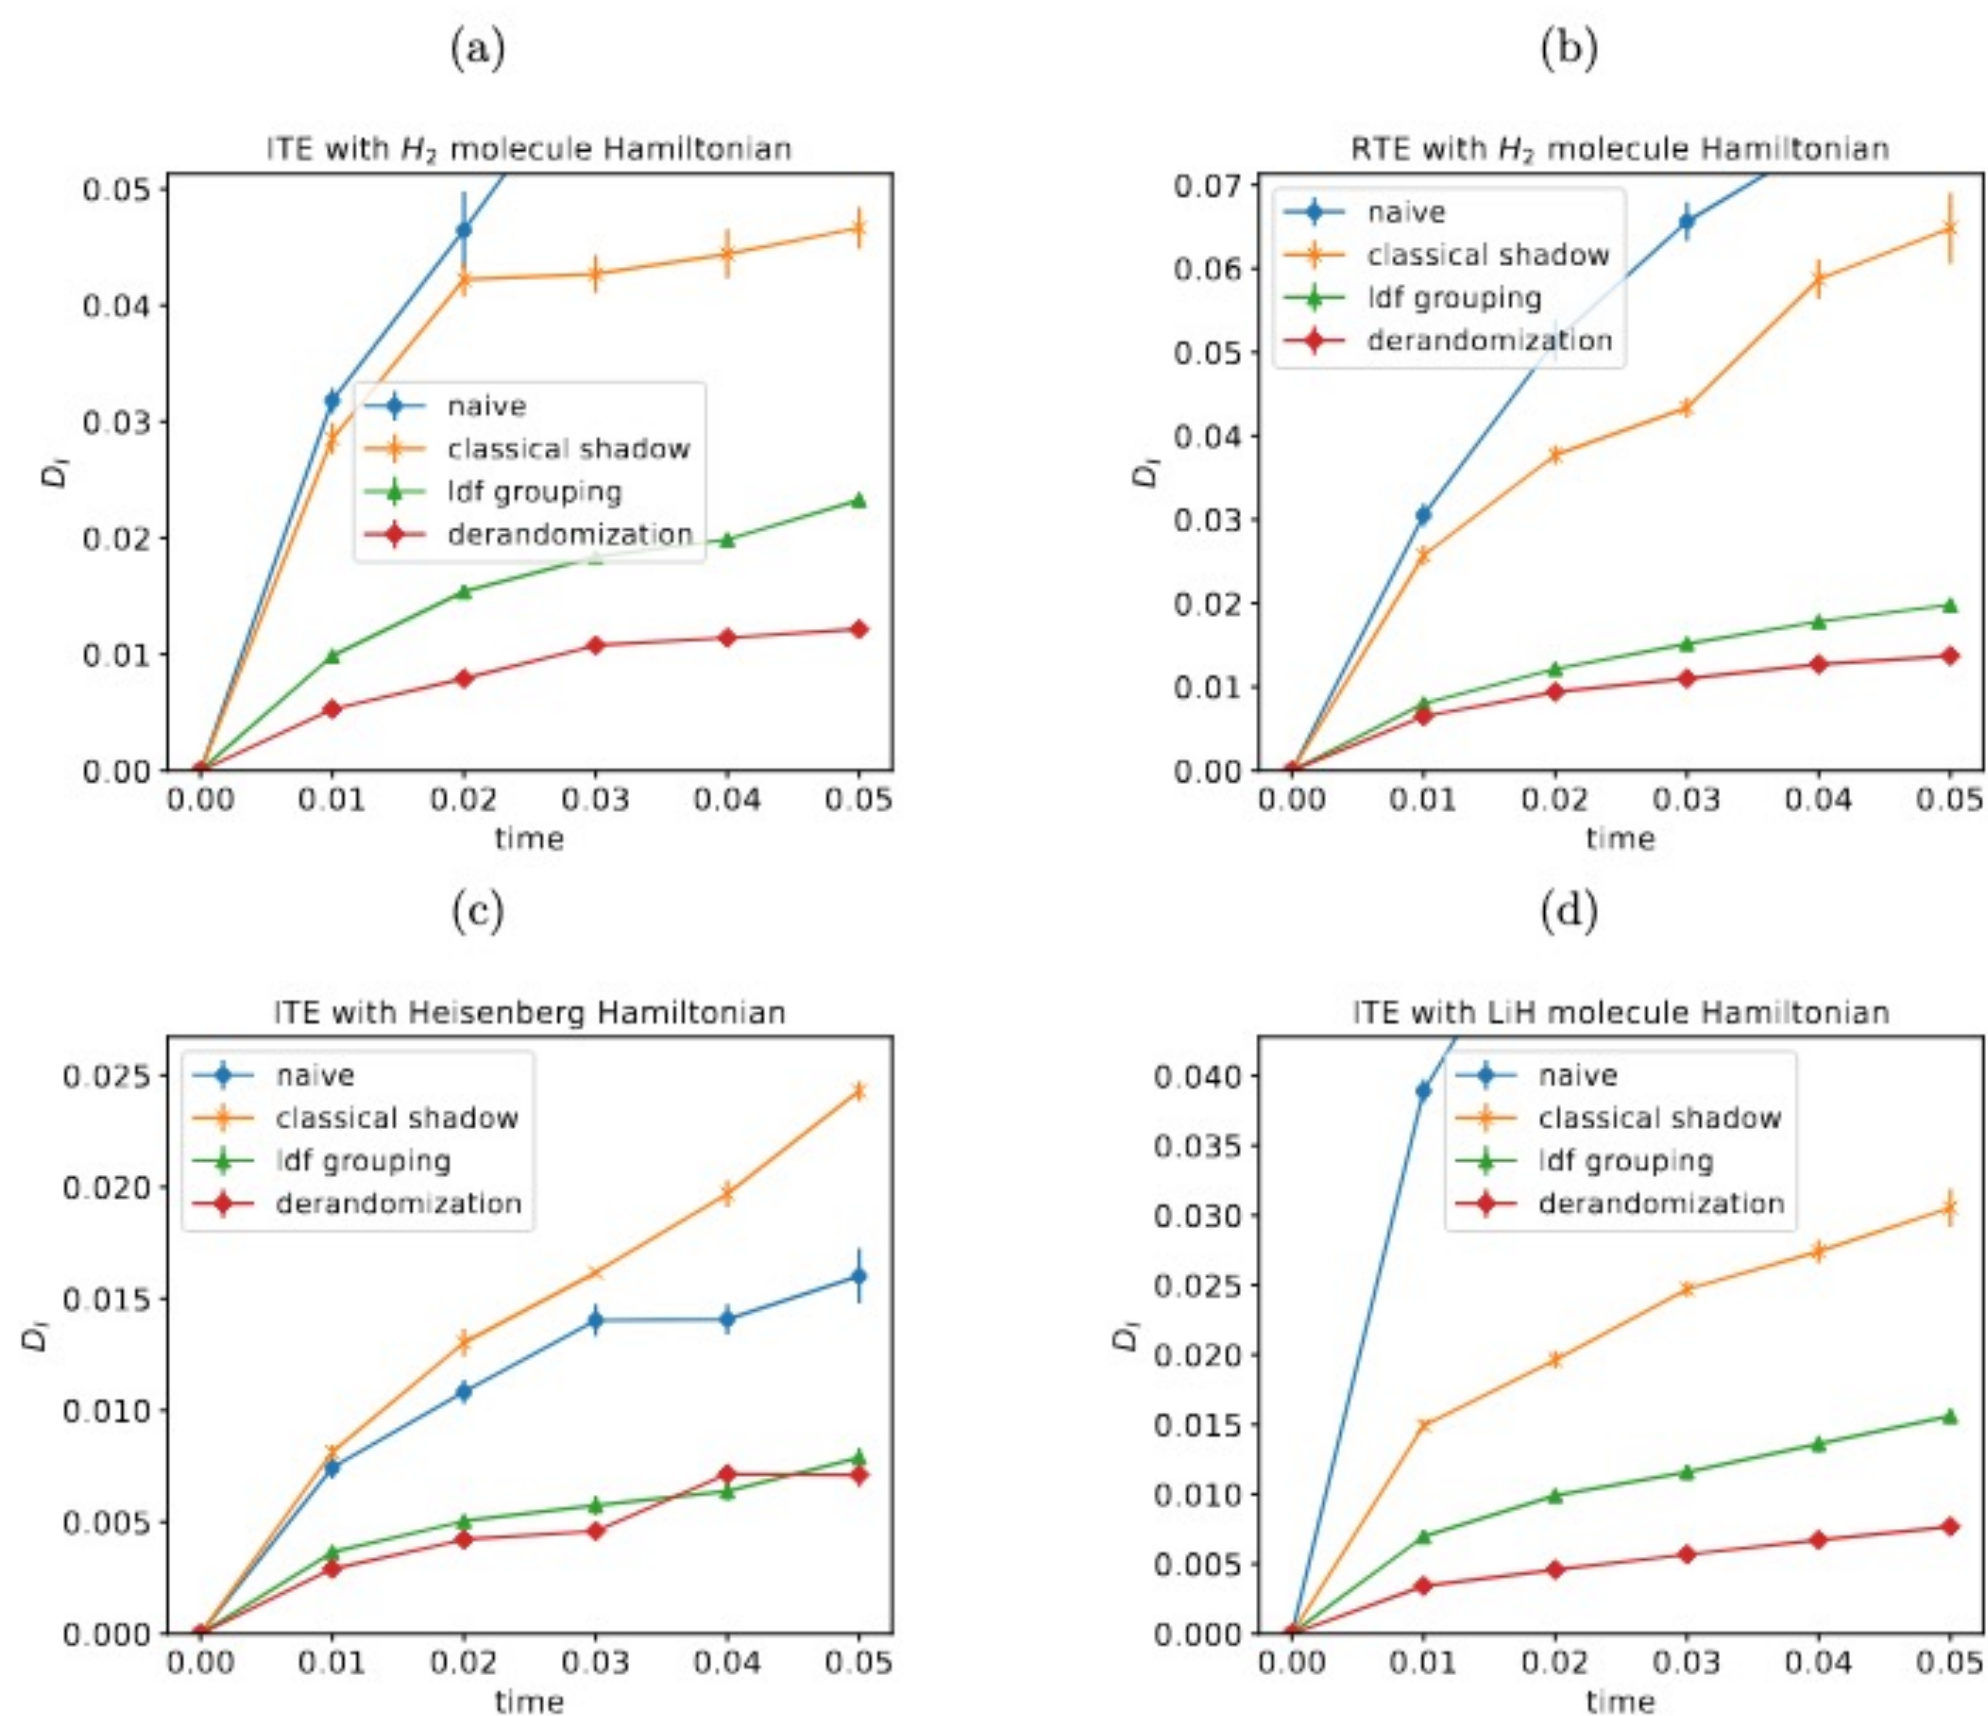 (a)
ITE with H₂ molecule Hamiltonian
0.05
0.04
0.03
0.02
0.01
0.00
D_I
naive
classical shadow
ldf grouping
derandomization
0.00 0.01 0.02 0.03 0.04 0.05
time
(b)
RTE with H₂ molecule Hamiltonian
0.07
0.06
0.05
0.04
0.03
0.02
0.01
0.00
D_I
naive
classical shadow
ldf grouping
derandomization
0.00 0.01 0.02 0.03 0.04 0.05
time
(c)
ITE with Heisenberg Hamiltonian
0.025
0.020
0.015
0.010
0.005
0.000
D_I
naive
classical shadow
ldf grouping
derandomization
0.00 0.01 0.02 0.03 0.04 0.05
time
(d)
ITE with LiH molecule Hamiltonian
0.040
0.035
0.030
0.025
0.020
0.015
0.010
0.005
0.000
D_I
naive
classical shadow
ldf grouping
derandomization
0.00 0.01 0.02 0.03 0.04 0.05
time